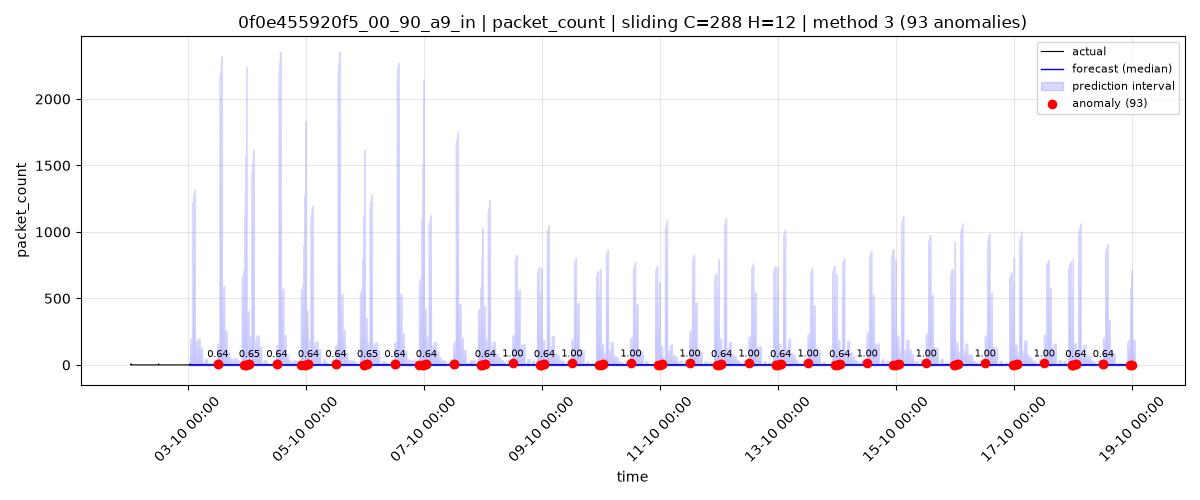 0f0e455920f5_00_90_a9_in | packet_count | sliding C=288 H=12 | method 3 (93 anomalies)
actual
forecast (median)
prediction interval
anomaly (93)
packet_count
2000
1500
1000
500
0
0.64 0.65 0.64 0.64 0.64 0.65 0.64 0.64 0.64 1.00 0.64 1.00 1.00 1.00 0.64 1.00 0.64 1.00 0.64 1.00 1.00 1.00 1.00 0.64 0.64
03-10 00:00 05-10 00:00 07-10 00:00 09-10 00:00 11-10 00:00 13-10 00:00 15-10 00:00 17-10 00:00 19-10 00:00
time